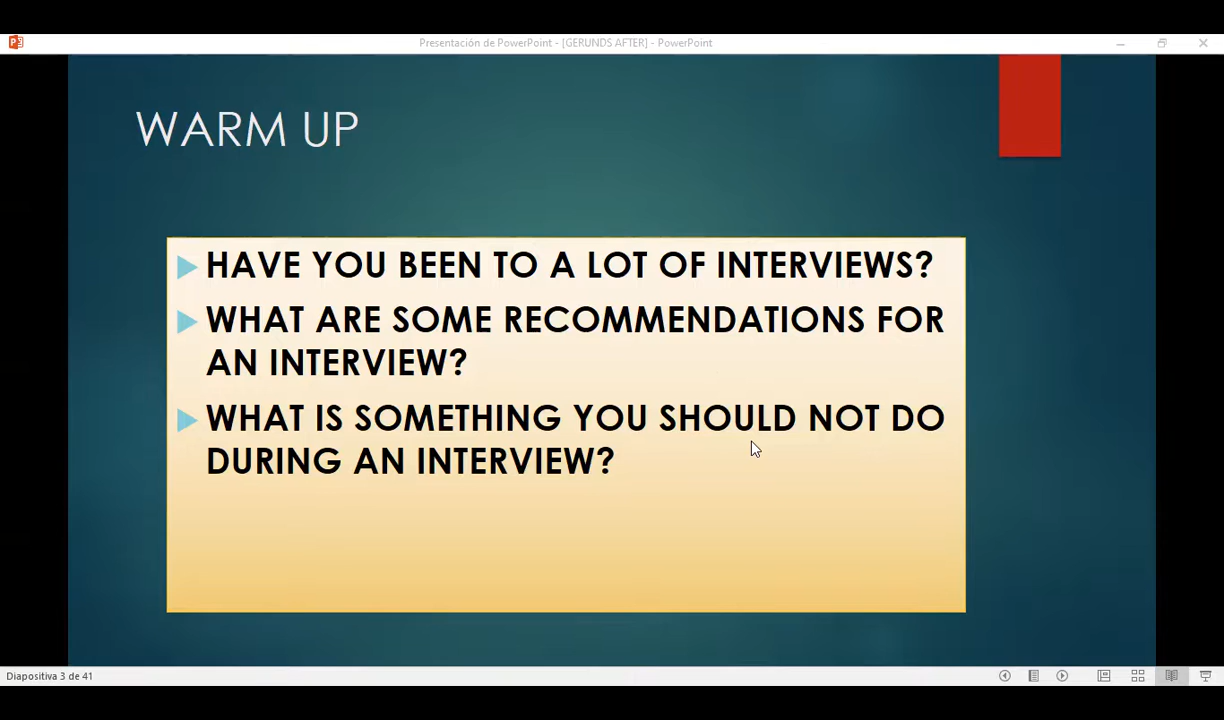 Presentación de PowerPoint - [GERUNDS AFTER] - PowerPoint
WARM UP
HAVE YOU BEEN TO A LOT OF INTERVIEWS?
WHAT ARE SOME RECOMMENDATIONS FOR
AN INTERVIEW?
WHAT IS SOMETHING YOU SHOULD NOT DO
DURING AN INTERVIEW?
Diapositiva 3 de 41